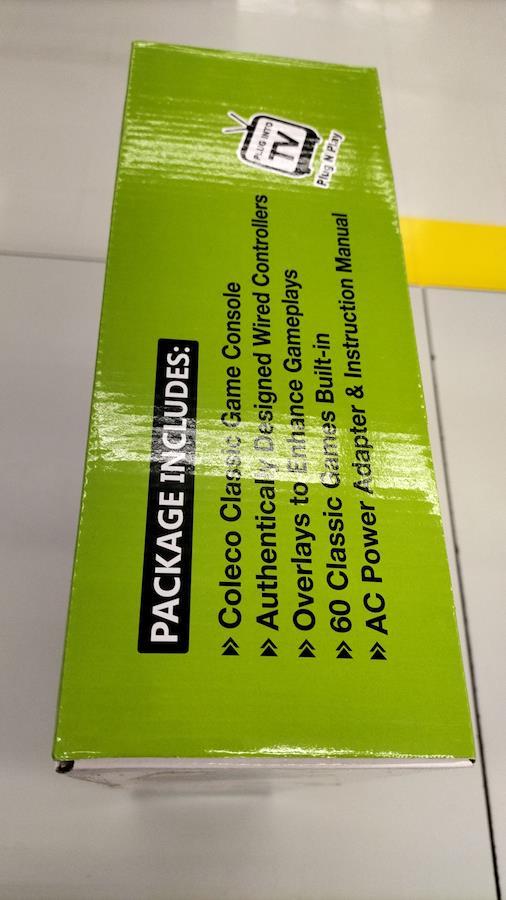 PLUG INTO
TV
Plug N Play
PACKAGE INCLUDES:
» Coleco Classic Game Console
» Authentically Designed Wired Controllers
» Overlays to Enhance Gameplays
» 60 Classic Games Built-in
» AC Power Adapter & Instruction Manual